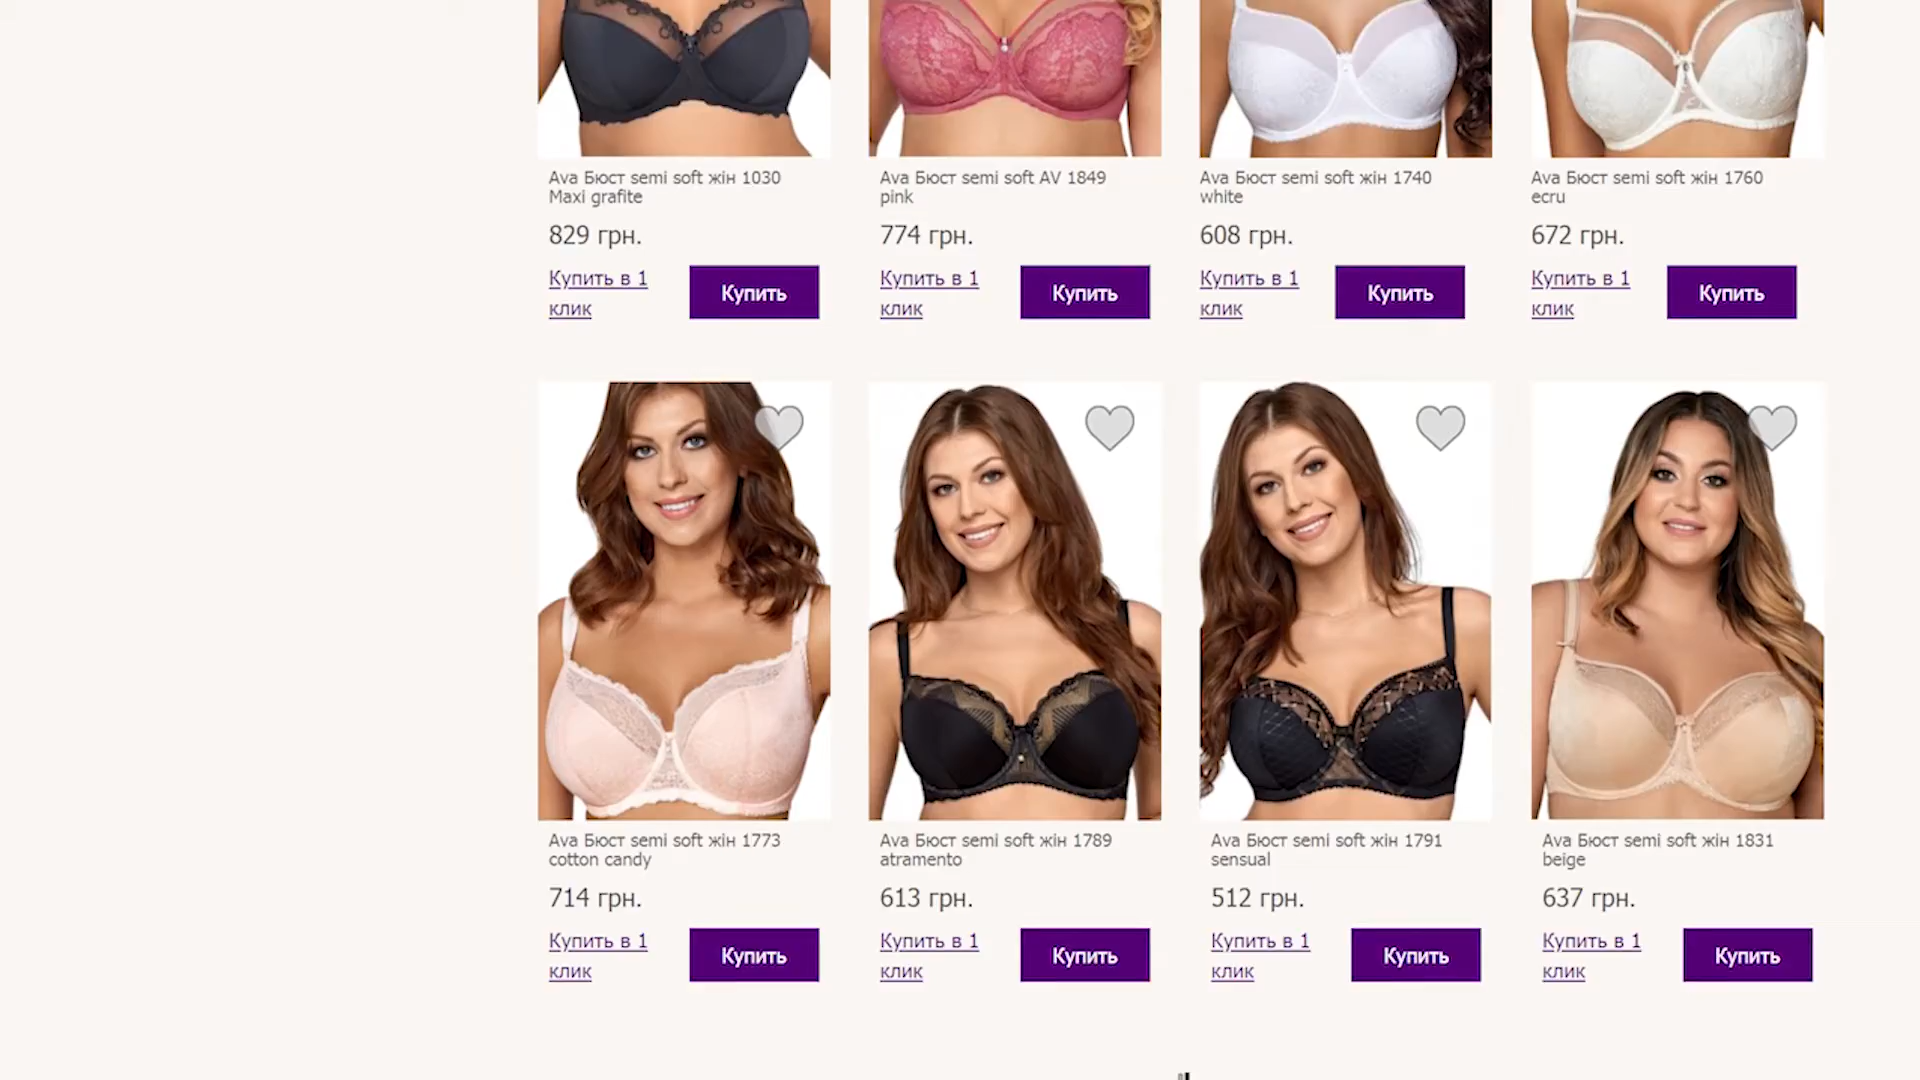 Ava Бюст semi soft жін 1030
Maxi grafite
829 грн.
Купить в 1
клик
Купить
Ava Бюст semi soft AV 1849
pink
774 грн.
Купить в 1
клик
Купить
Ava Бюст semi soft жін 1740
white
608 грн.
Купить в 1
клик
Купить
Ava Бюст semi soft жін 1760
ecru
672 грн.
Купить в 1
клик
Купить
Ava Бюст semi soft жін 1773
cotton candy
714 грн.
Купить в 1
клик
Купить
Ava Бюст semi soft жін 1789
atramento
613 грн.
Купить в 1
клик
Купить
Ava Бюст semi soft жін 1791
sensual
512 грн.
Купить в 1
клик
Купить
Ava Бюст semi soft жін 1831
beige
637 грн.
Купить в 1
клик
Купить